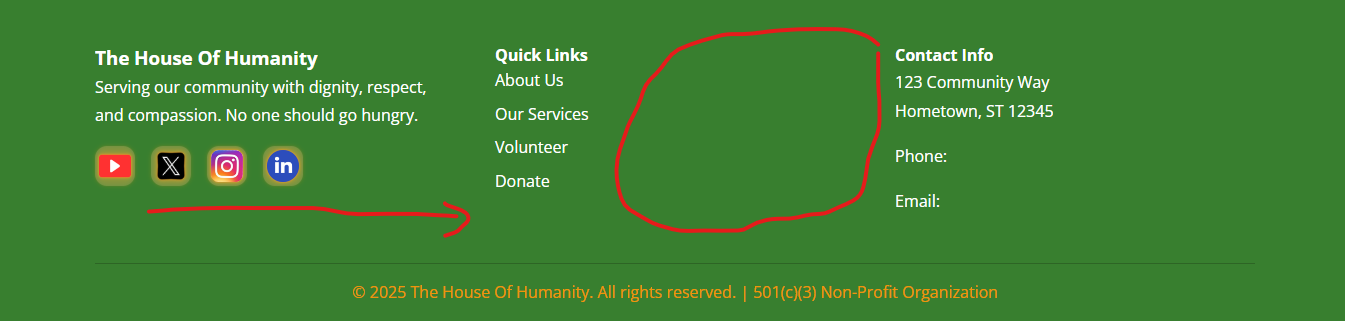 The House Of Humanity
Serving our community with dignity, respect,
and compassion. No one should go hungry.
X
in
Quick Links
About Us
Our Services
Volunteer
Donate
Contact Info
123 Community Way
Hometown, ST 12345
Phone:
Email:
© 2025 The House Of Humanity. All rights reserved. | 501(c)(3) Non-Profit Organization